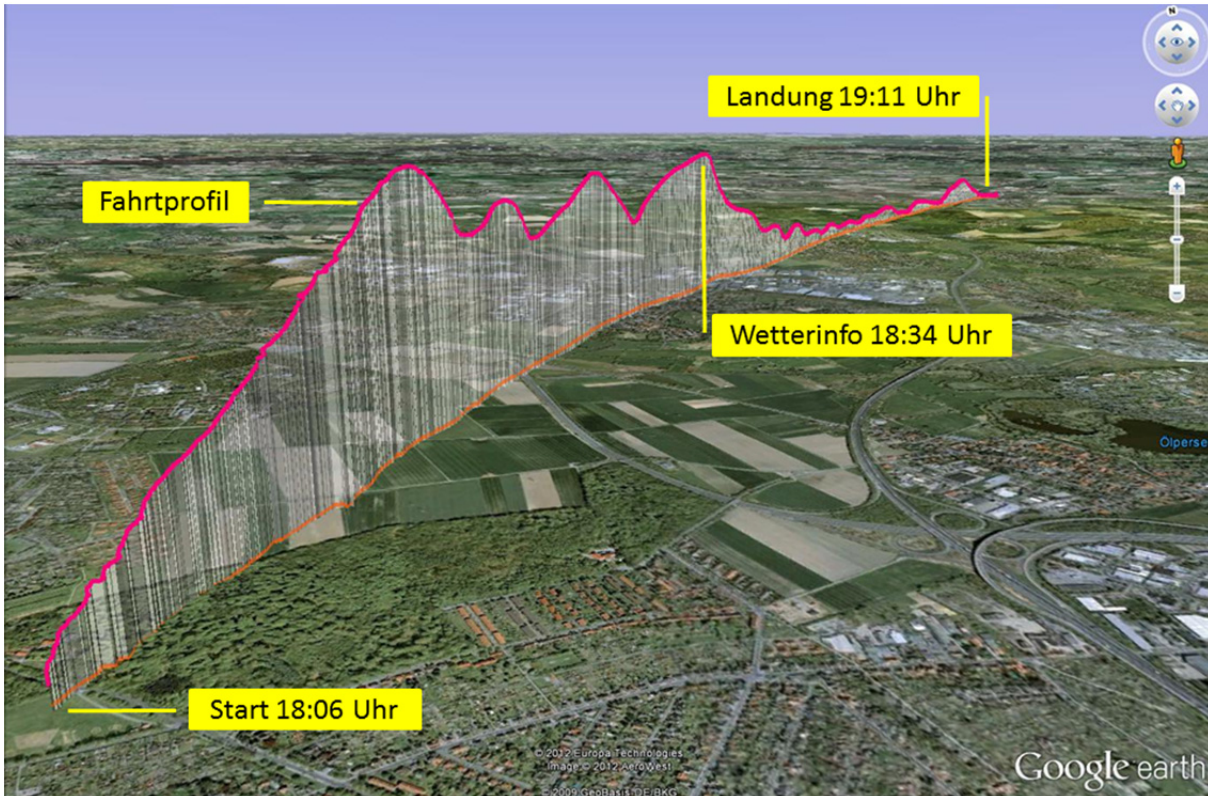 N
Landung 19:11 Uhr
Fahrtprofil
Wetterinfo 18:34 Uhr
Ölperse
Start 18:06 Uhr
© 2012 Europa Technologies
Image © 2012 AeroWest
© 2009 GeoBasis-DE/BKG
Google earth